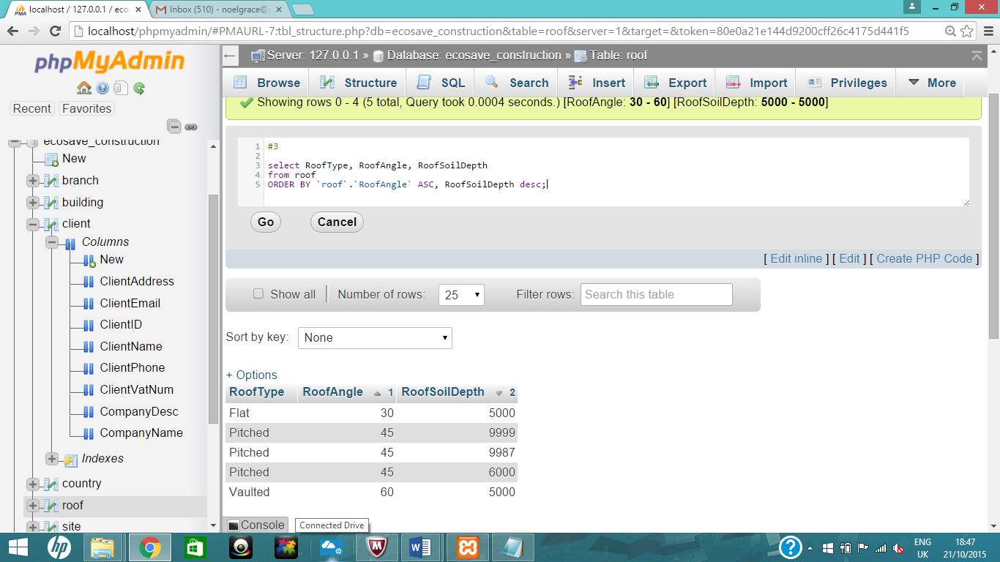 localhost / 127.0.0.1 / eco
Inbox (510) - noelgrace@
localhost/phpmyadmin/#PMAURL-7:tbl_structure.php?db=ecosave_construction&table=roof&server=1&target=&token=80e0a21e144d9200cff26c4175d441f5
phpMyAdmin
Recent Favorites
ecosave_construction
New
branch
building
client
Columns
New
ClientAddress
ClientEmail
ClientID
ClientName
ClientPhone
ClientVatNum
CompanyDesc
CompanyName
Indexes
country
roof
site
Server: 127.0.0.1 » Database: ecosave_construction » Table: roof
Browse Structure SQL Search Insert Export Import Privileges More
Showing rows 0 - 4 (5 total, Query took 0.0004 seconds.) [RoofAngle: 30 - 60] [RoofSoilDepth: 5000 - 5000]
1 #3
2
3 select RoofType, RoofAngle, RoofSoilDepth
4 from roof
5 ORDER BY `roof`.`RoofAngle` ASC, RoofSoilDepth desc;
Go Cancel
[ Edit inline ] [ Edit ] [ Create PHP Code ]
Show all Number of rows: 25 Filter rows: Search this table
Sort by key: None
+ Options
RoofType RoofAngle 1 RoofSoilDepth 2
Flat 30 5000
Pitched 45 9999
Pitched 45 9987
Pitched 45 6000
Vaulted 60 5000
Console Connected Drive
ENG
UK
18:47
21/10/2015